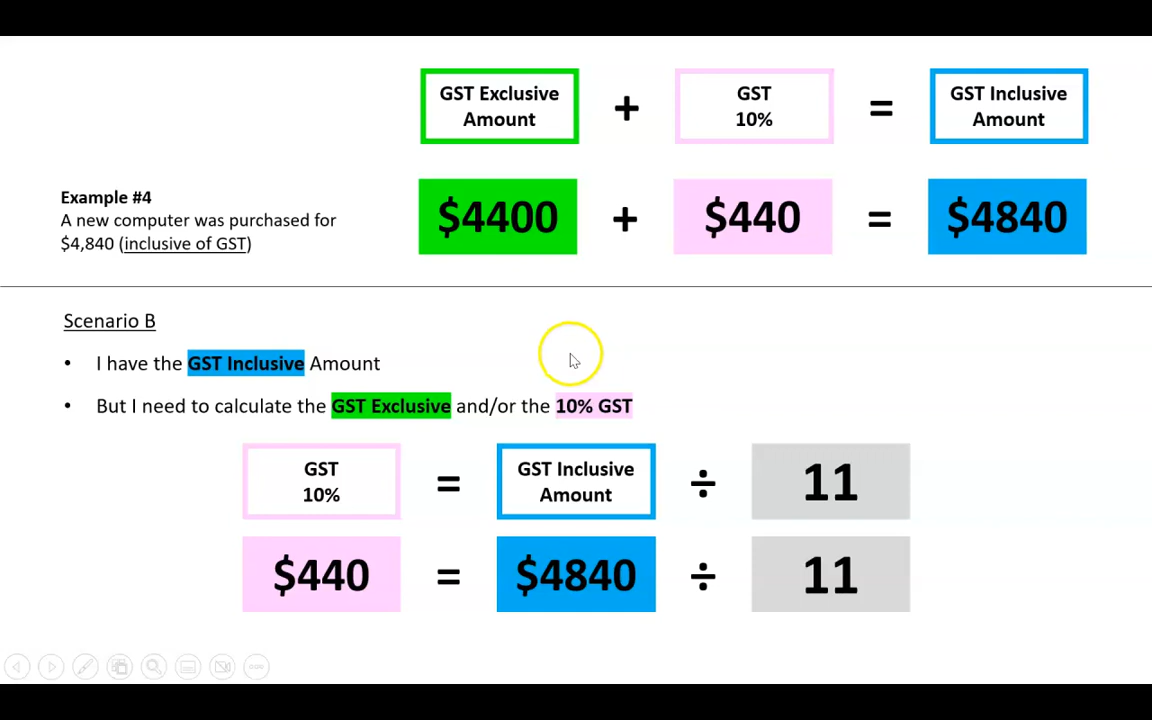 GST Exclusive Amount + GST 10% = GST Inclusive Amount
Example #4
A new computer was purchased for
$4,840 (inclusive of GST)
$4400 + $440 = $4840
Scenario B
• I have the GST Inclusive Amount
• But I need to calculate the GST Exclusive and/or the 10% GST
GST 10% = GST Inclusive Amount ÷ 11
$440 = $4840 ÷ 11